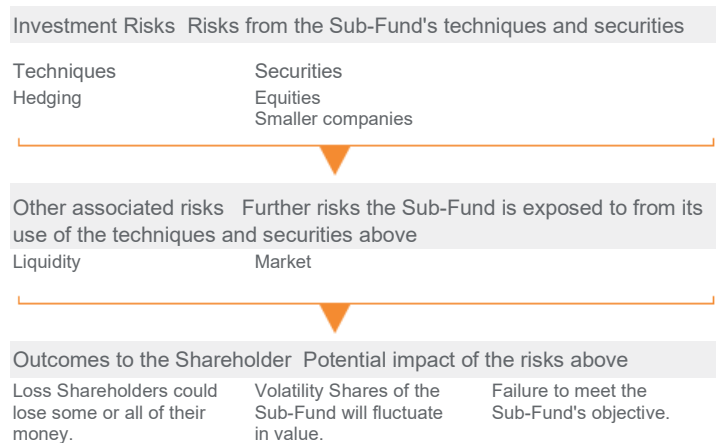 Investment Risks Risks from the Sub-Fund's techniques and securities
Techniques
Hedging
Securities
Equities
Smaller companies
Other associated risks Further risks the Sub-Fund is exposed to from its
use of the techniques and securities above
Liquidity
Market
Outcomes to the Shareholder Potential impact of the risks above
Loss Shareholders could
lose some or all of their
money.
Volatility Shares of the
Sub-Fund will fluctuate
in value.
Failure to meet the
Sub-Fund's objective.